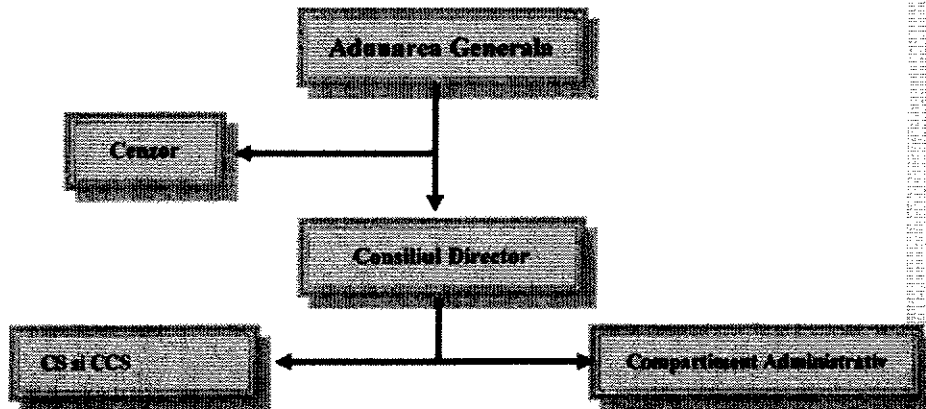 Adunarea Generala
Cenzor
Consiliul Director
CS si CCS
Compartiment Administrativ